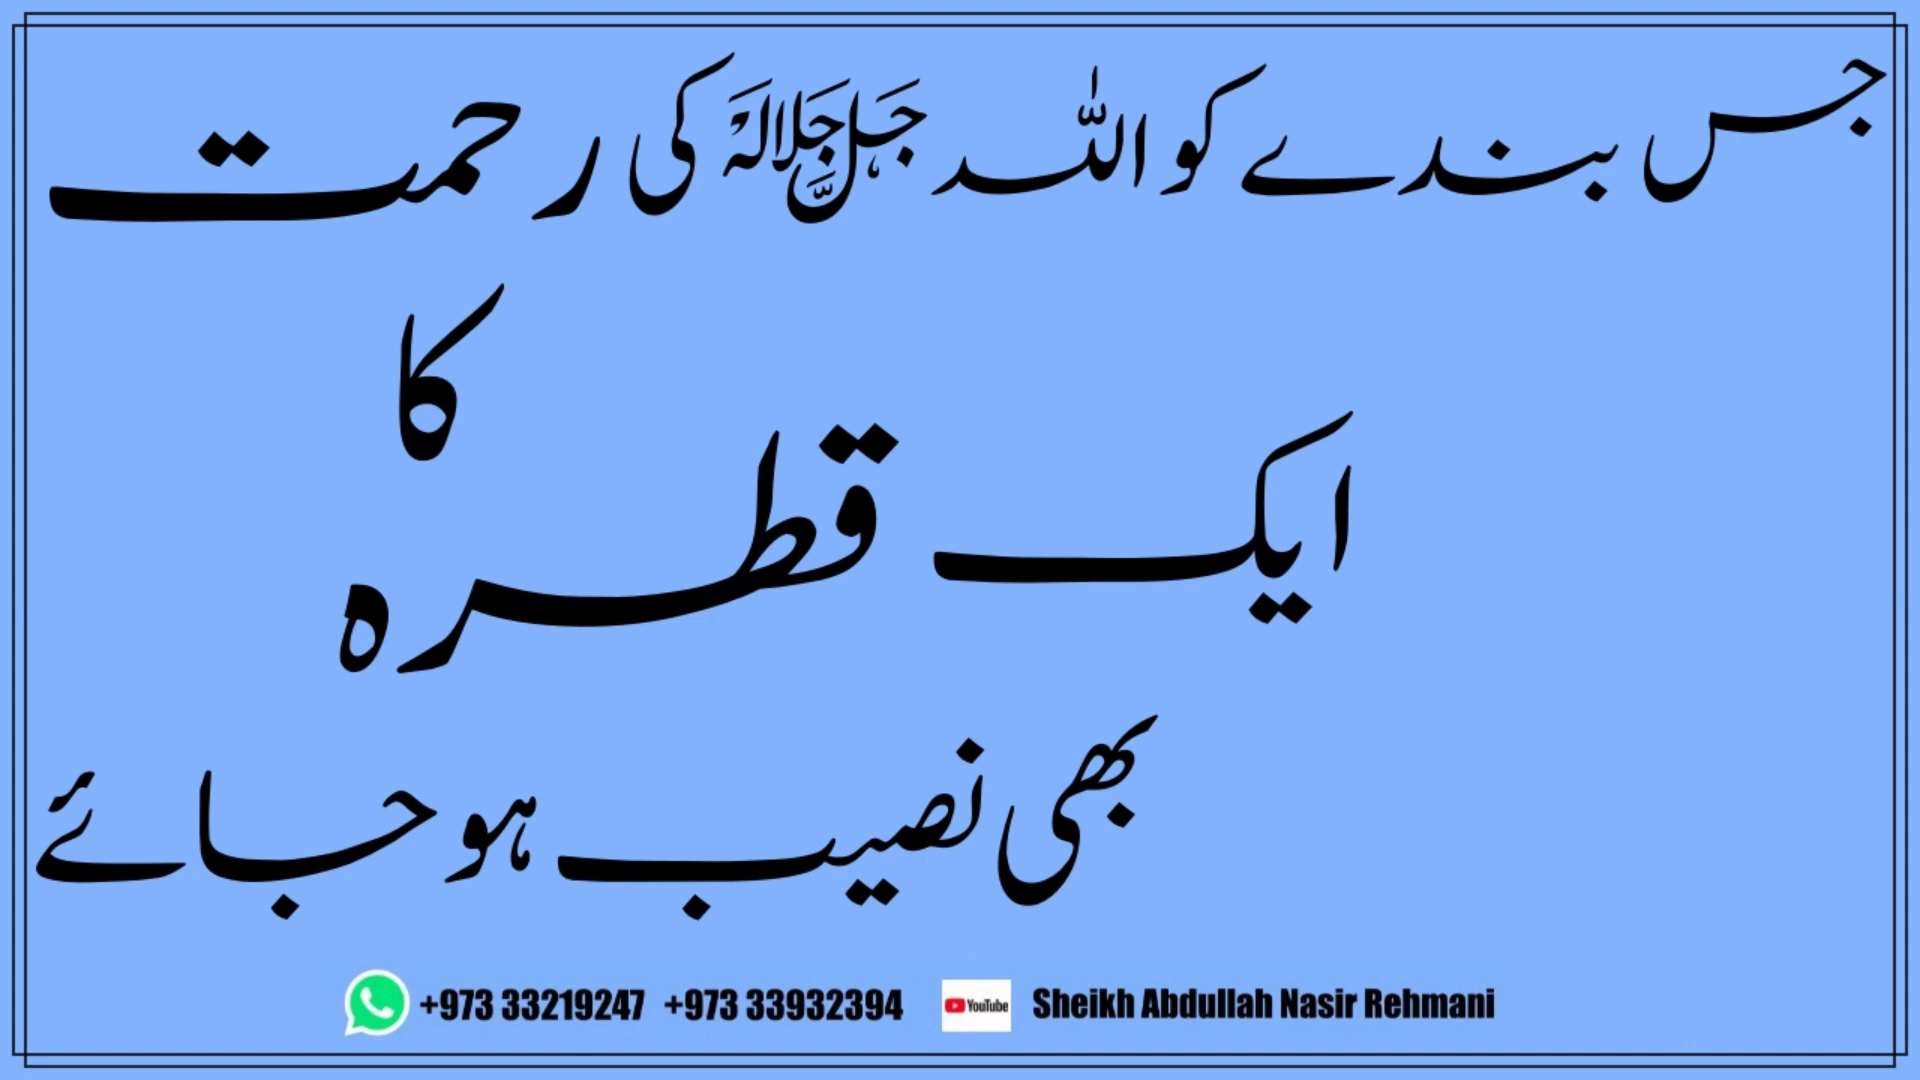 جس بندے کو اللہ جَلَّ جَلَالُہٗ کی رحمت
کا
ایک قطرہ
بھی نصیب ہو جائے
+973 33219247 +973 33932394 YouTube Sheikh Abdullah Nasir Rehmani